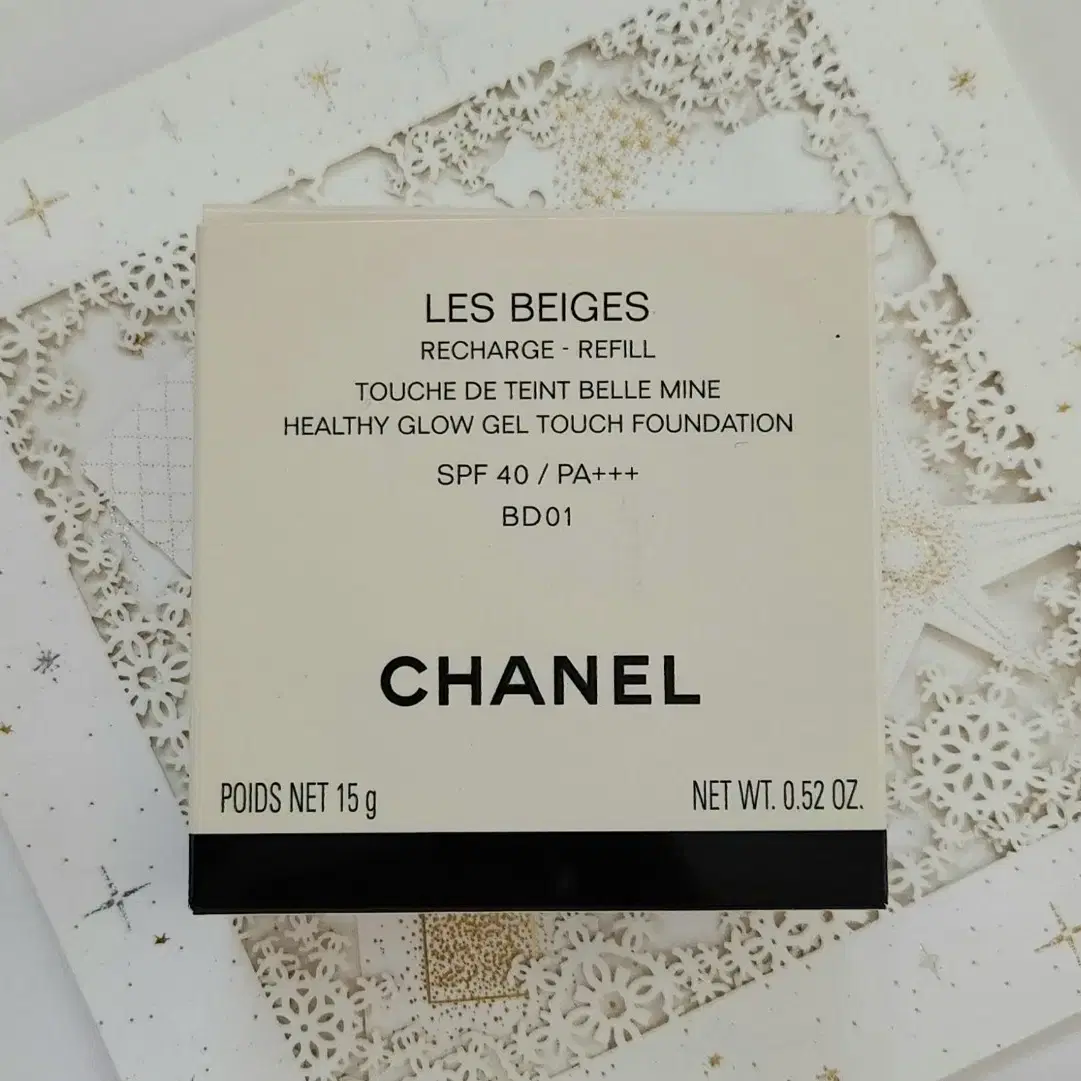 LES BEIGES
RECHARGE - REFILL
TOUCHE DE TEINT BELLE MINE
HEALTHY GLOW GEL TOUCH FOUNDATION
SPF 40 / PA+++
BD01
CHANEL
POIDS NET 15 g
NET WT. 0.52 OZ.